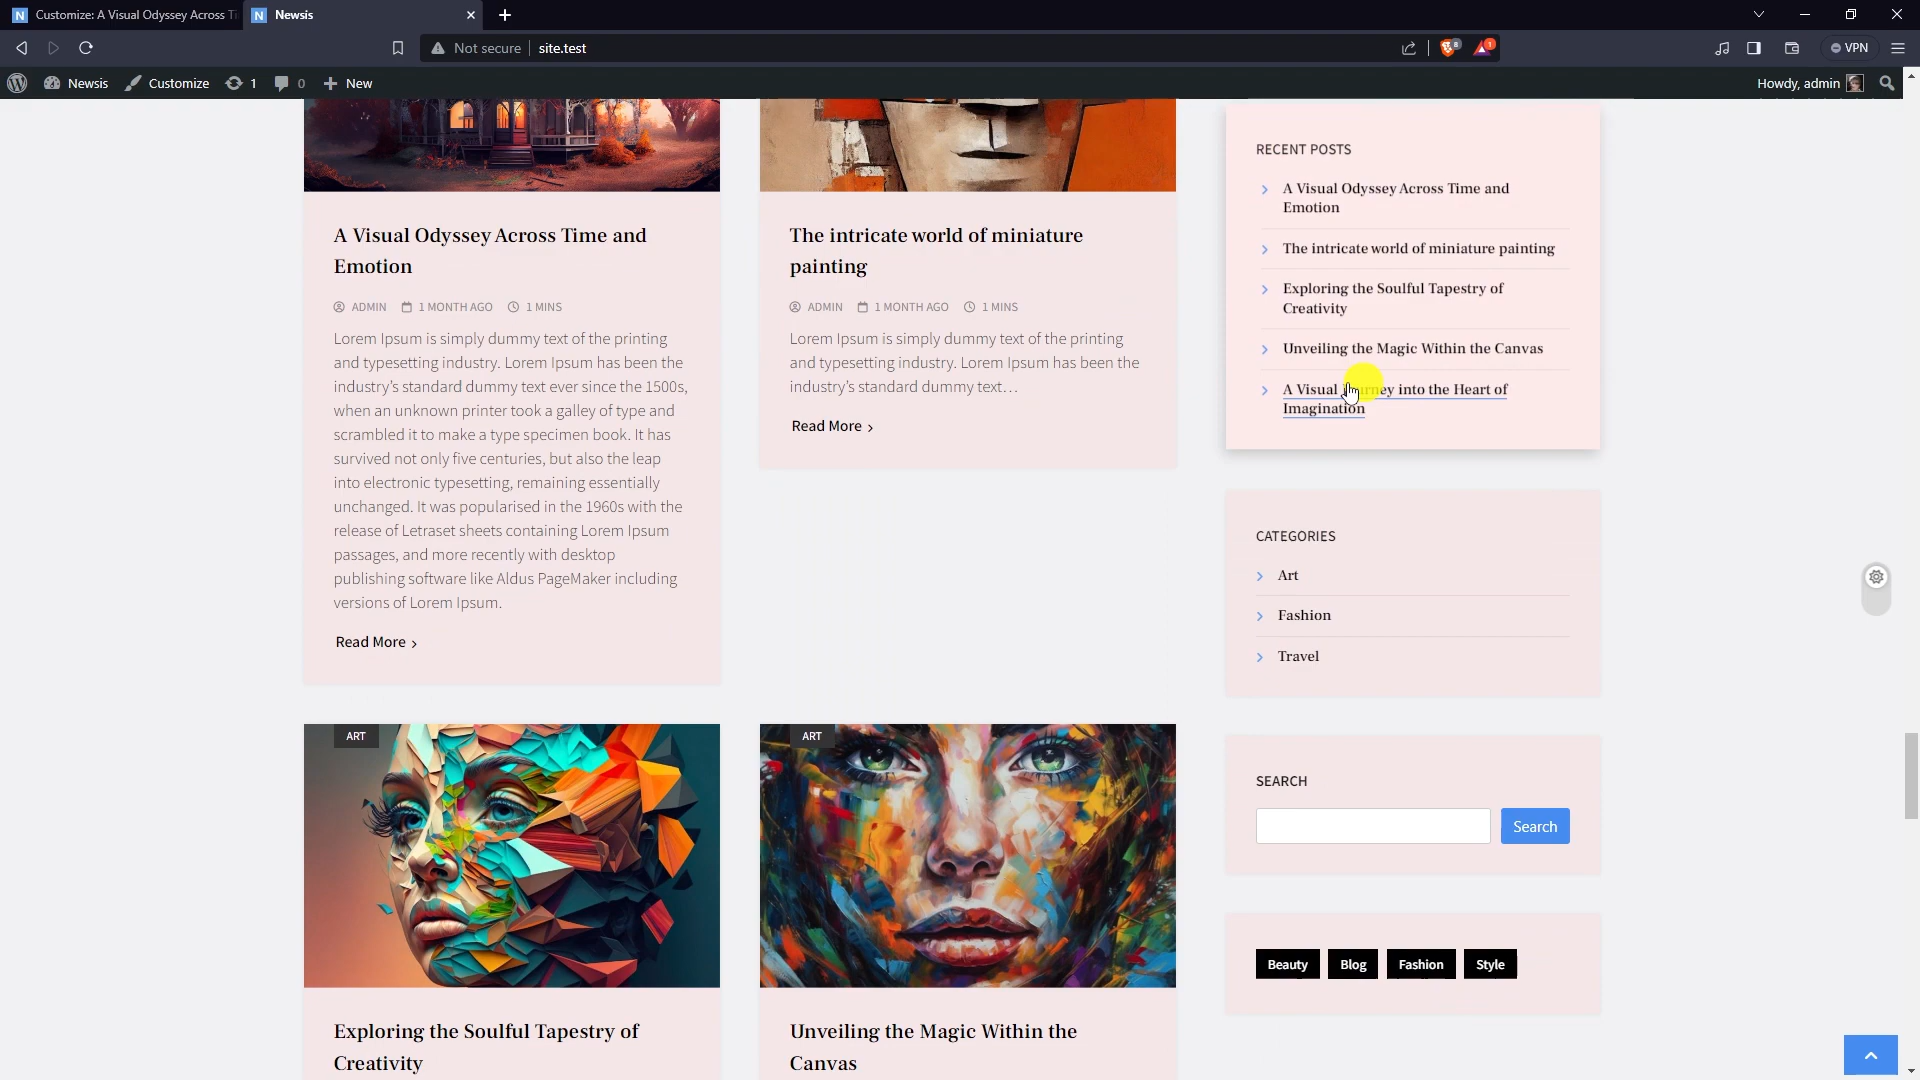 Customize: A Visual Odyssey Across Ti
Newsis
Not secure
site.test
8
1
VPN
Newsis
Customize
1
0
New
Howdy, admin
A Visual Odyssey Across Time and
Emotion
ADMIN 1 MONTH AGO 1 MINS
Lorem Ipsum is simply dummy text of the printing
and typesetting industry. Lorem Ipsum has been the
industry's standard dummy text ever since the 1500s,
when an unknown printer took a galley of type and
scrambled it to make a type specimen book. It has
survived not only five centuries, but also the leap
into electronic typesetting, remaining essentially
unchanged. It was popularised in the 1960s with the
release of Letraset sheets containing Lorem Ipsum
passages, and more recently with desktop
publishing software like Aldus PageMaker including
versions of Lorem Ipsum.
Read More
The intricate world of miniature
painting
ADMIN 1 MONTH AGO 1 MINS
Lorem Ipsum is simply dummy text of the printing
and typesetting industry. Lorem Ipsum has been the
industry's standard dummy text…
Read More
ART
Exploring the Soulful Tapestry of
Creativity
ART
Unveiling the Magic Within the
Canvas
RECENT POSTS
A Visual Odyssey Across Time and
Emotion
The intricate world of miniature painting
Exploring the Soulful Tapestry of
Creativity
Unveiling the Magic Within the Canvas
A Visual Journey into the Heart of
Imagination
CATEGORIES
Art
Fashion
Travel
SEARCH
Search
Beauty Blog Fashion Style